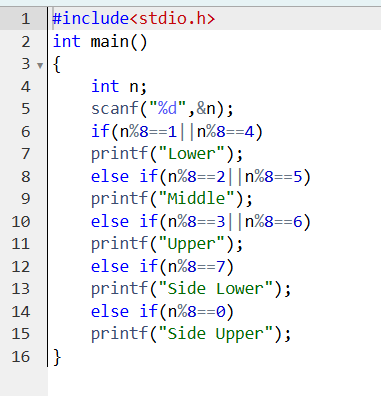 1 #include<stdio.h>
2 int main()
3 {
4     int n;
5     scanf("%d",&n);
6     if(n%8==1||n%8==4)
7     printf("Lower");
8     else if(n%8==2||n%8==5)
9     printf("Middle");
10     else if(n%8==3||n%8==6)
11     printf("Upper");
12     else if(n%8==7)
13     printf("Side Lower");
14     else if(n%8==0)
15     printf("Side Upper");
16 }